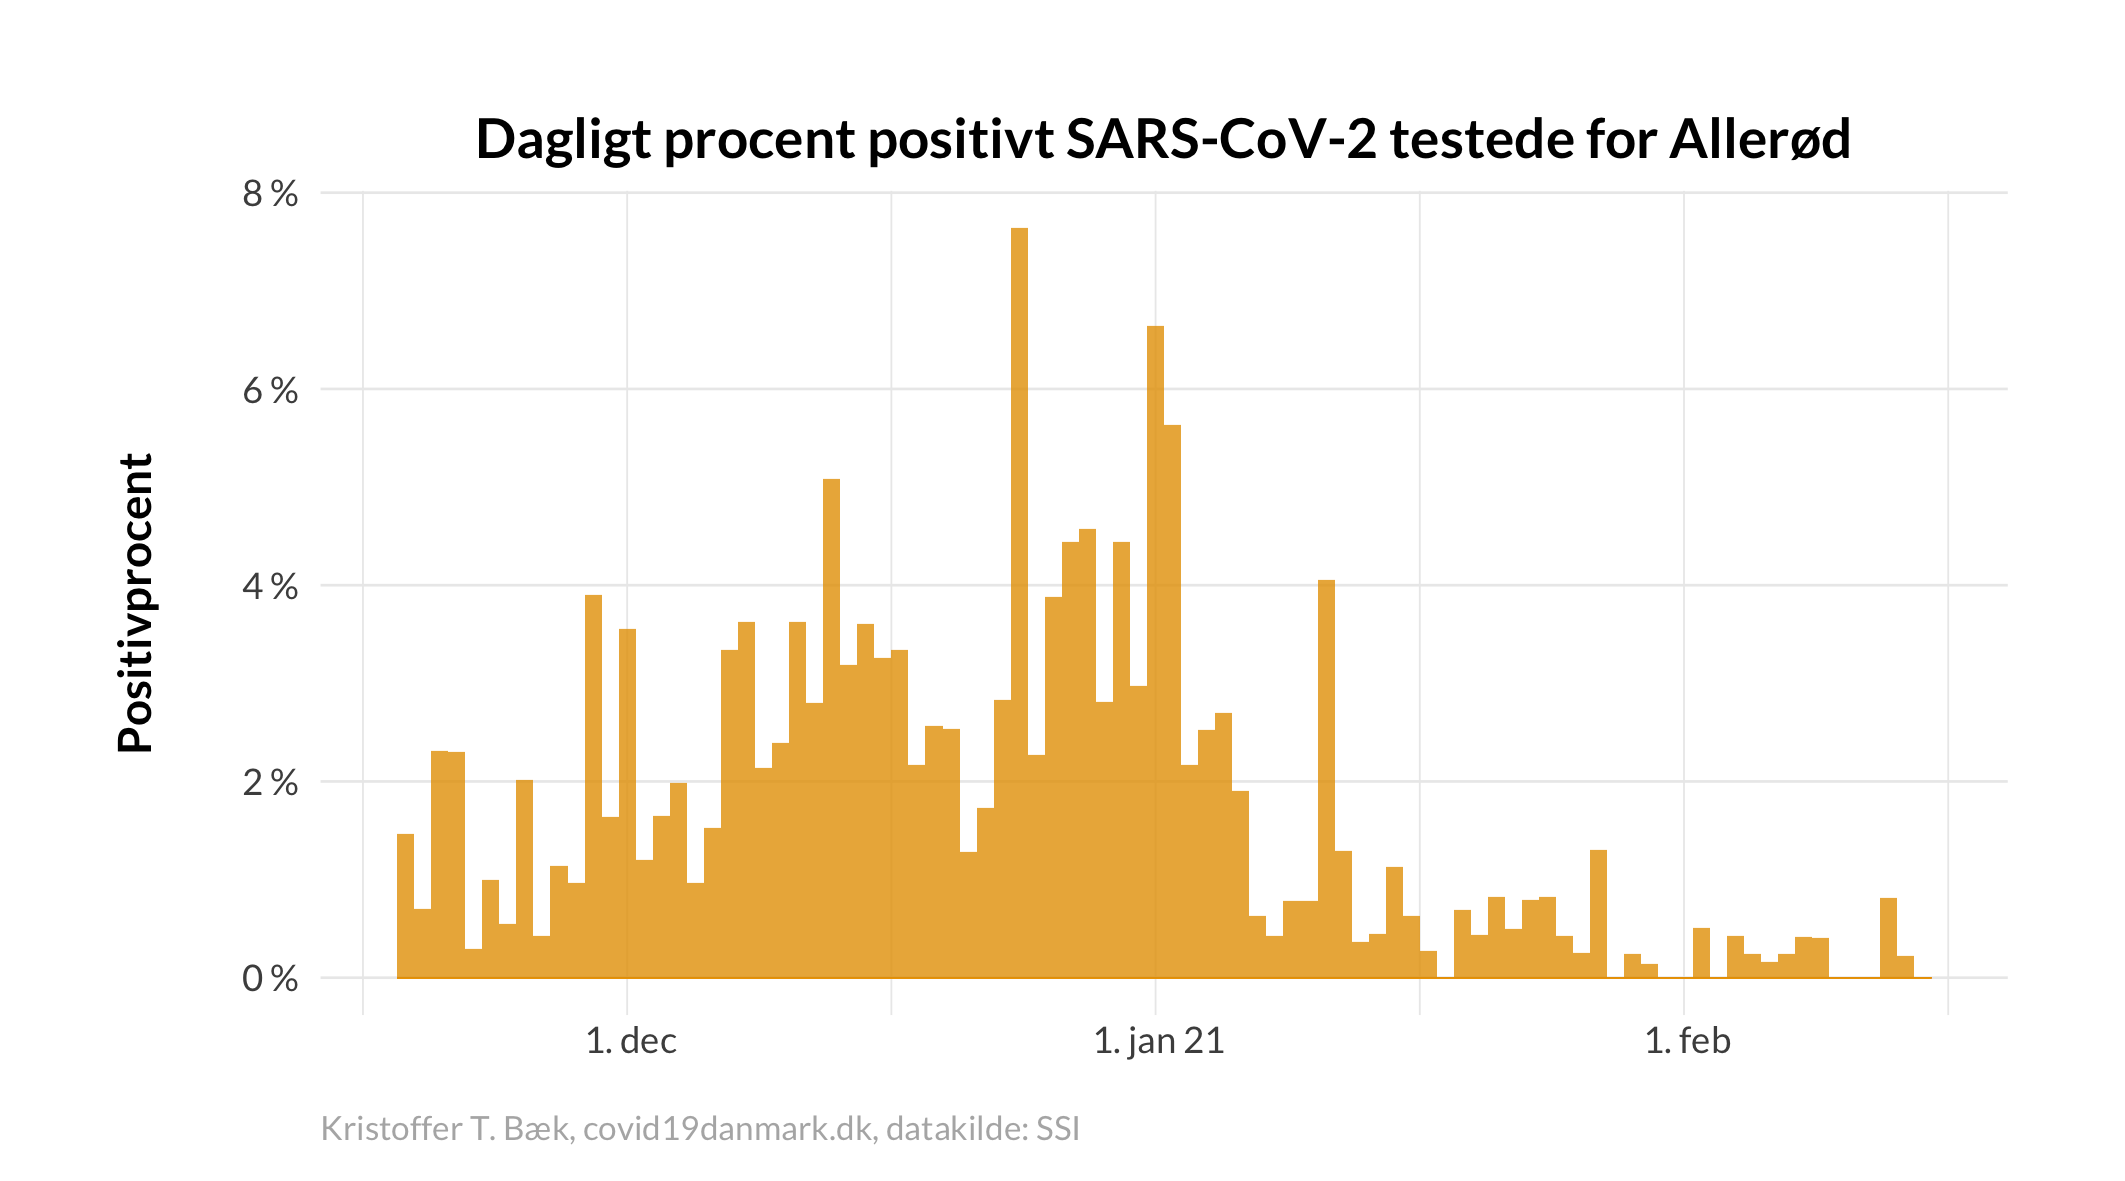 Dagligt procent positivt SARS-CoV-2 testede for Allerød
Positivprocent
8 %
6 %
4 %
2 %
0 %
1. dec
1. jan 21
1. feb
Kristoffer T. Bæk, covid19danmark.dk, datakilde: SSI